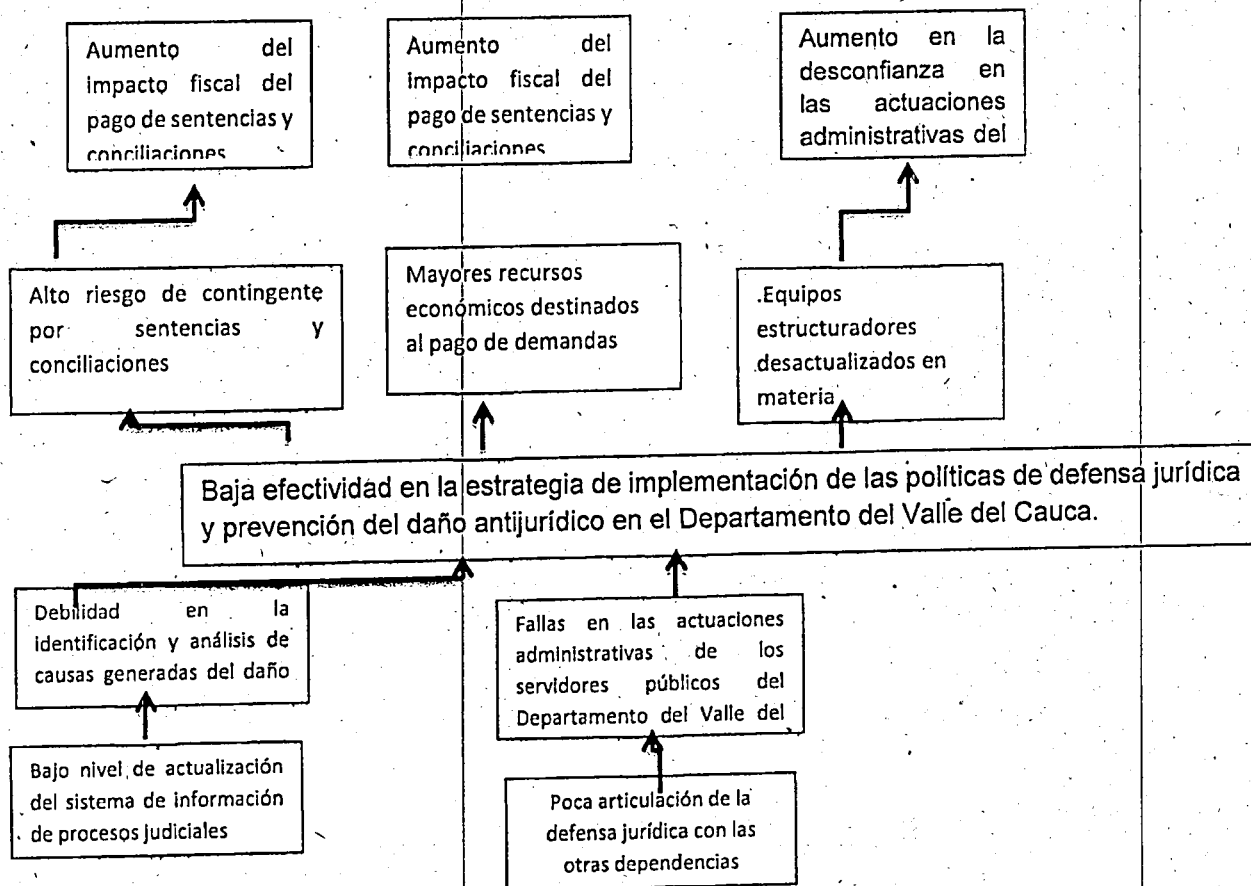 Aumento del
impacto fiscal del
pago de sentencias y
conciliaciones
Aumento del
impacto fiscal del
pago de sentencias y
conciliaciones
Aumento en la
desconfianza en
las actuaciones
administrativas del
Alto riesgo de contingente
por sentencias y
conciliaciones
Mayores recursos
económicos destinados
al pago de demandas
.Equipos
estructuradores
desactualizados en
materia
Baja efectividad en la estrategia de implementación de las políticas de defensa jurídica
y prevención del daño antijurídico en el Departamento del Valle del Cauca.
Debilidad en la
identificación y análisis de
causas generadas del daño
Fallas en las actuaciones
administrativas de los
servidores públicos del
Departamento del Valle del
Bajo nivel de actualización
del sistema de información
de procesos judiciales
Poca articulación de la
defensa jurídica con las
otras dependencias